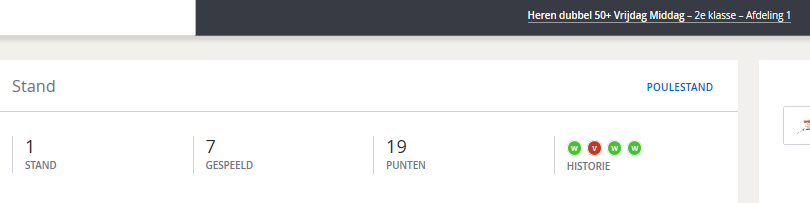 Heren dubbel 50+ Vrijdag Middag – 2e klasse – Afdeling 1
Stand
POULESTAND
1
7
19
W V W W
STAND
GESPEELD
PUNTEN
HISTORIE